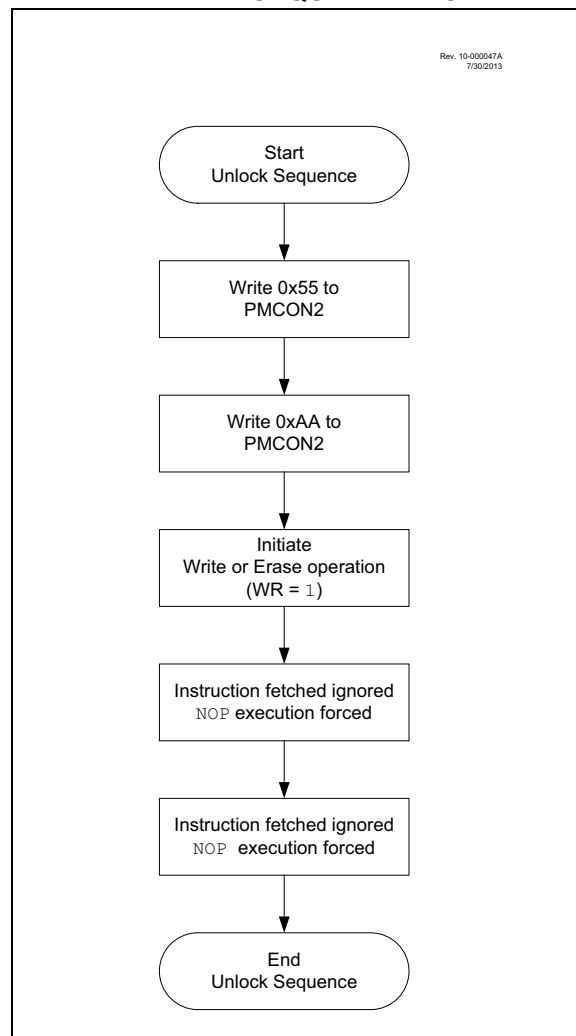 Rev. 10-000047A
7/30/2013
Start
Unlock Sequence
Write 0x55 to
PMCON2
Write 0xAA to
PMCON2
Initiate
Write or Erase operation
(WR = 1)
Instruction fetched ignored
NOP execution forced
Instruction fetched ignored
NOP execution forced
End
Unlock Sequence